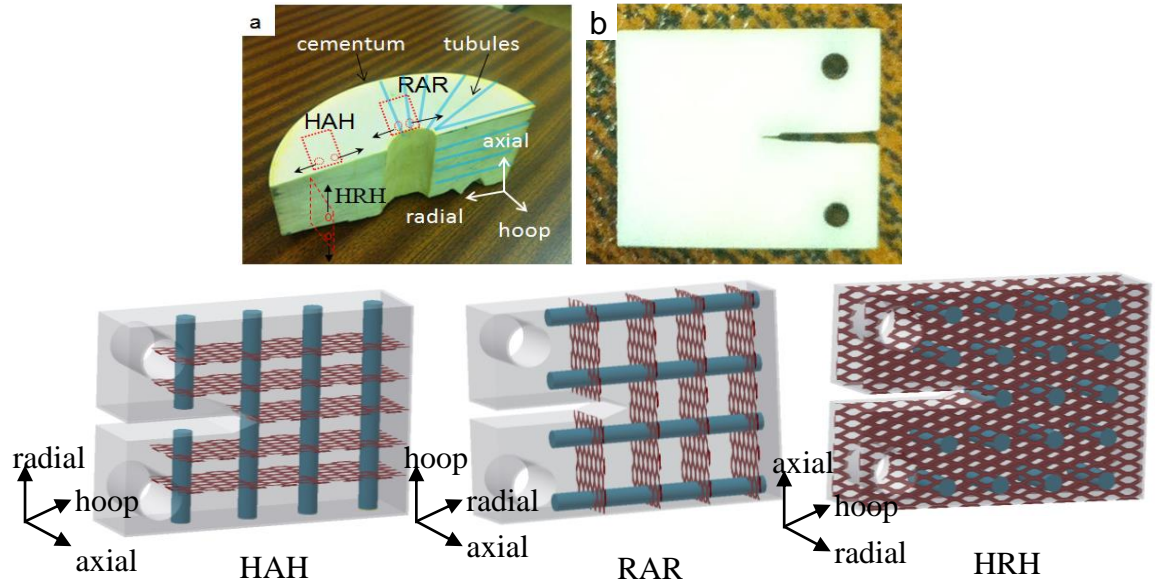 a
b
cementum
tubules
RAR
HAH
axial
HRH
radial
hoop
radial
hoop
axial
HAH
hoop
radial
axial
RAR
axial
hoop
radial
HRH